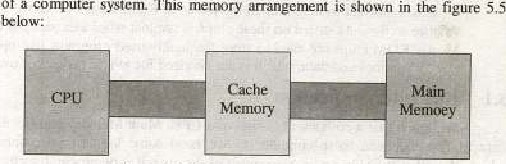 of a computer system. This memory arrangement is shown in the figure 5.5
below:
CPU
Cache
Memory
Main
Memoey